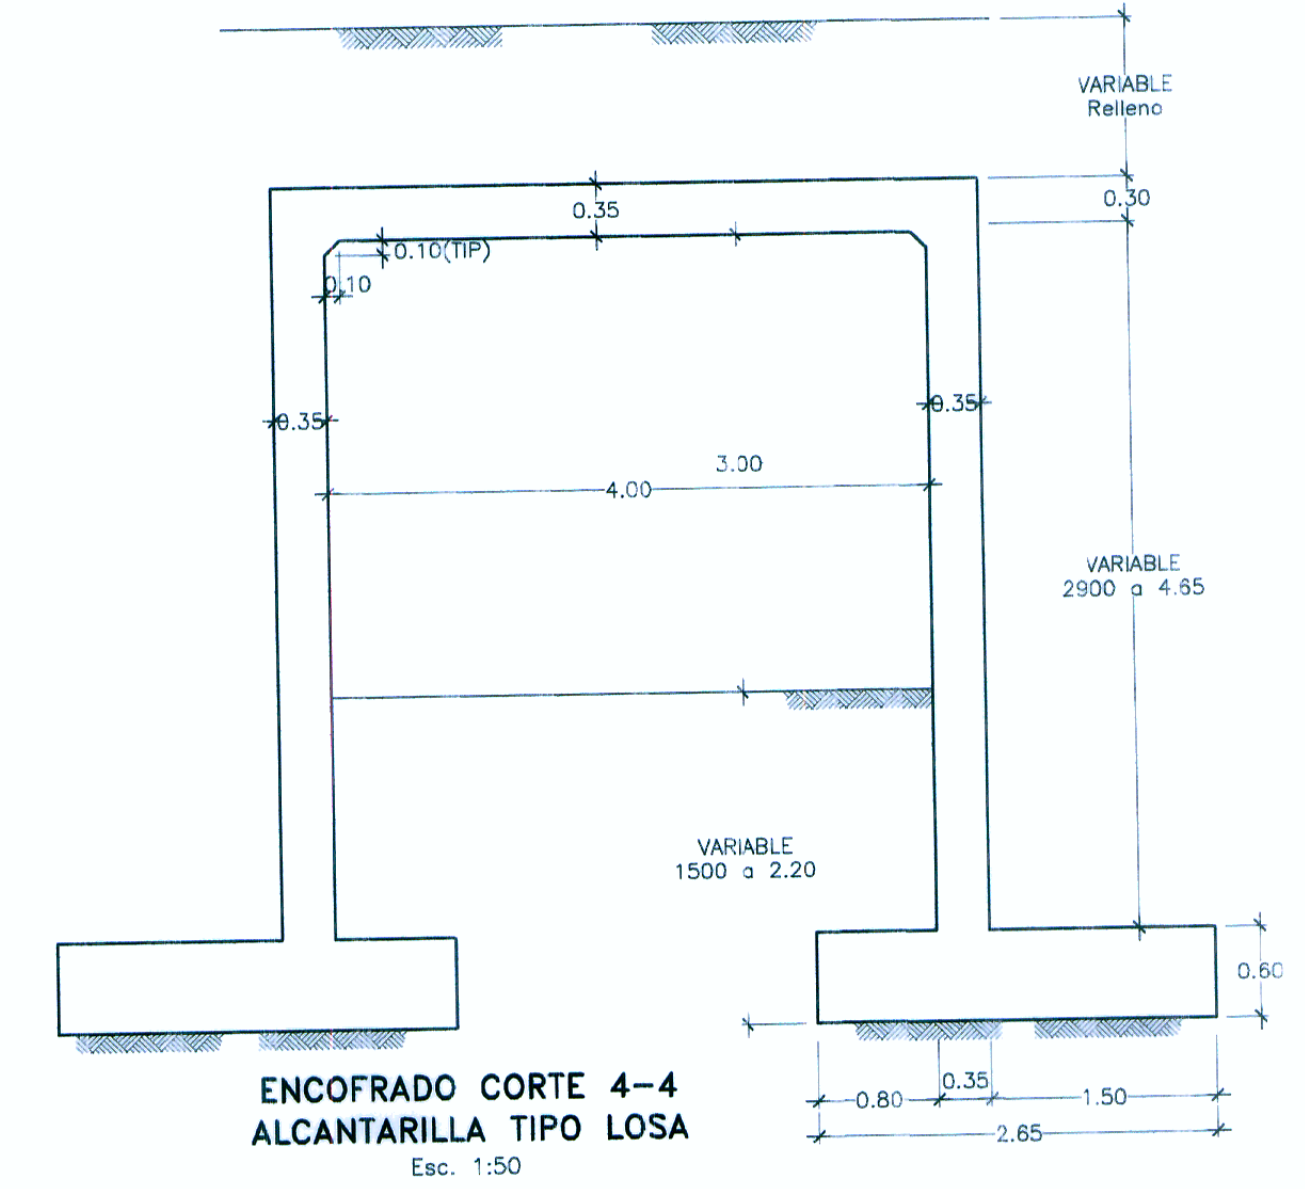 VARIABLE
Relleno
0.30
0.35
0.10(TIP)
0.10
0.35
0.35
3.00
4.00
VARIABLE
2900 a 4.65
VARIABLE
1500 a 2.20
0.60
0.35
0.80
1.50
2.65
ENCOFRADO CORTE 4-4
ALCANTARILLA TIPO LOSA
Esc. 1:50